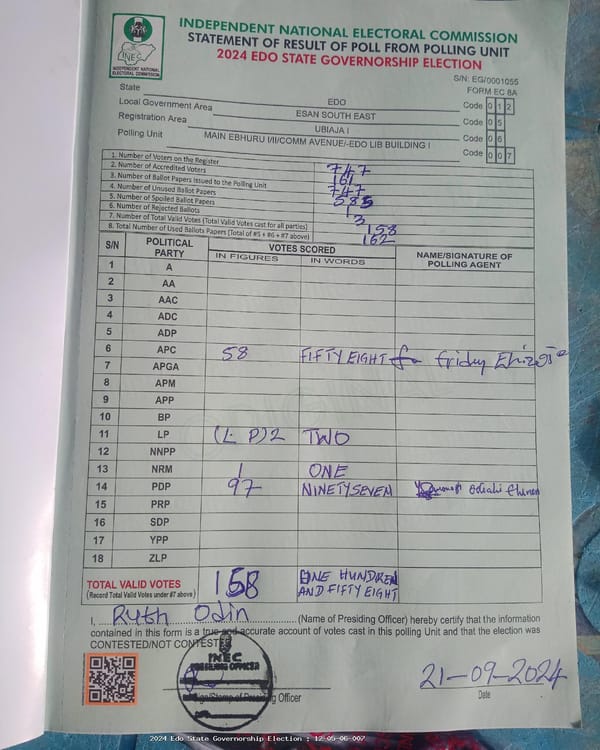 INDEPENDENT NATIONAL ELECTORAL COMMISSION
STATEMENT OF RESULT OF POLL FROM POLLING UNIT
2024 EDO STATE GOVERNORSHIP ELECTION
INEC
INDEPENDENT NATIONAL ELECTORAL COMMISSION
S/N: EG/0001055
FORM EC 8A
State EDO Code 0 1 2
Local Government Area ESAN SOUTH EAST Code 0 5
Registration Area UBIAJA I Code 0 6
Polling Unit MAIN EBHURU I/II/COMM AVENUE/-EDO LIB BUILDING I Code 0 0 7
1. Number of Voters on the Register 747
2. Number of Accredited Voters 161
3. Number of Ballot Papers Issued to the Polling Unit 747
4. Number of Unused Ballot Papers 585
5. Number of Spoiled Ballot Papers 1
6. Number of Rejected Ballots 3
7. Number of Total Valid Votes (Total Valid Votes cast for all parties) 158
8. Total Number of Used Ballots Papers (Total of #5 + #6 + #7 above) 162
S/N POLITICAL PARTY VOTES SCORED NAME/SIGNATURE OF POLLING AGENT
IN FIGURES IN WORDS
1 A
2 AA
3 AAC
4 ADC
5 ADP
6 APC 58 FIFTY EIGHT Friday
7 APGA
8 APM
9 APP
10 BP
11 LP (L P) 2 TWO
12 NNPP
13 NRM 1 ONE
14 PDP 97 NINETYSEVEN
15 PRP
16 SDP
17 YPP
18 ZLP
TOTAL VALID VOTES 158 ONE HUNDRED
(Record Total Valid Votes under #7 above) AND FIFTY EIGHT
I, Ruth Odin (Name of Presiding Officer) hereby certify that the information
contained in this form is a true and accurate account of votes cast in this polling Unit and that the election was
CONTESTED/NOT CONTESTED
INEC
PRESIDING OFFICER
Sign/Stamp of Presiding Officer
21-09-2024
Date
2024 Edo State Governorship Election : 12-05-06-007